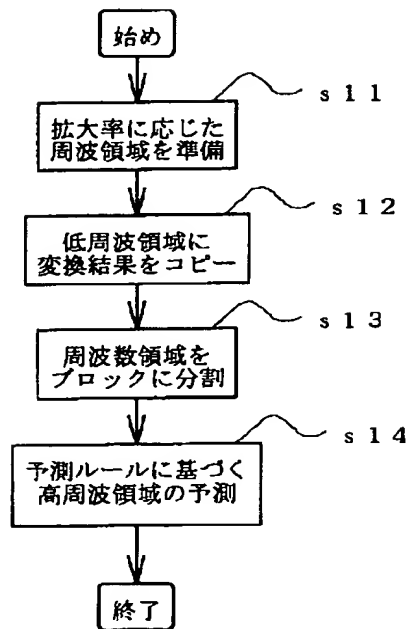 始め
s11
拡大率に応じた
周波領域を準備
s12
低周波領域に
変換結果をコピー
s13
周波数領域を
ブロックに分割
s14
予測ルールに基づく
高周波領域の予測
終了